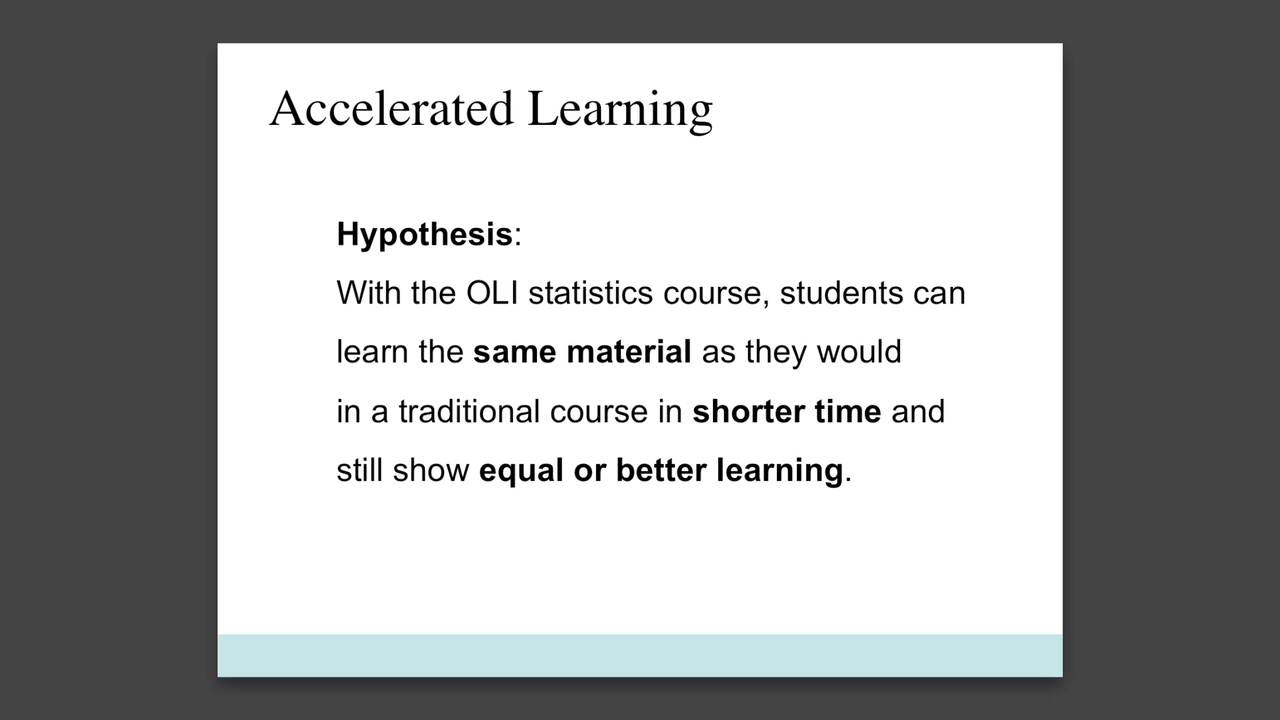 Accelerated Learning
Hypothesis:
With the OLI statistics course, students can
learn the same material as they would
in a traditional course in shorter time and
still show equal or better learning.